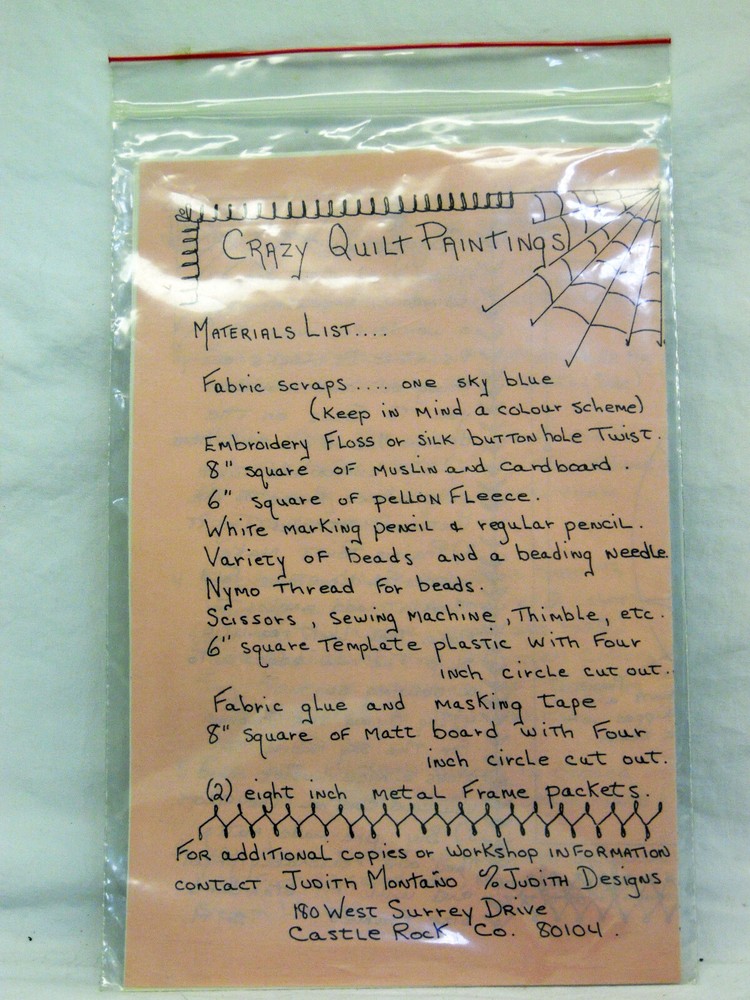 CRAZY QUILT PAINTINGS
MATERIALS LIST....
Fabric scraps .... one sky blue
(Keep in mind a colour scheme)
Embroidery Floss or silk buttonhole Twist.
8" square of muslin and cardboard.
6" square of pellon Fleece.
White marking pencil & regular pencil.
Variety of beads and a beading needle.
Nymo Thread for beads.
Scissors, sewing machine, Thimble, etc.
6" square Template plastic with Four
inch circle cut out.
Fabric glue and masking tape
8" square of Matt board with Four
inch circle cut out.
(2) eight inch metal Frame packets.
For additional copies or workshop information
contact Judith Montaño c/o Judith Designs
180 West Surrey Drive
Castle Rock, Co. 80104.